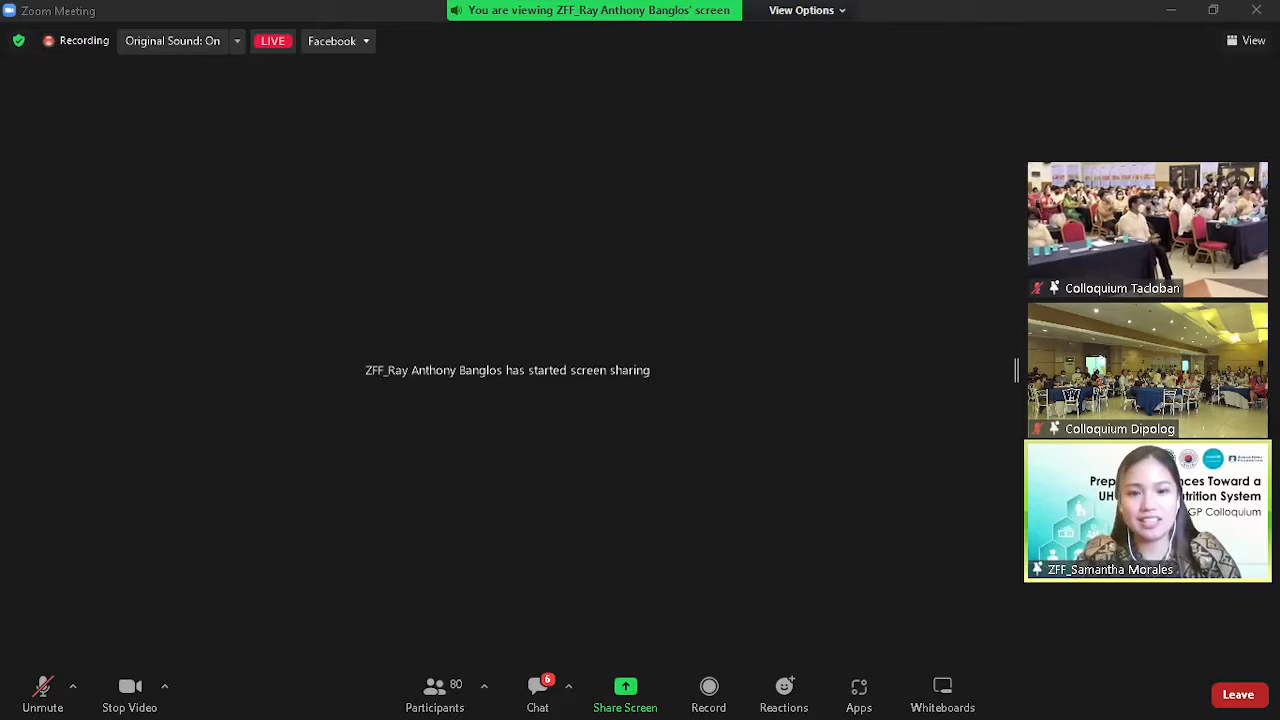 Zoom Meeting
You are viewing ZFF_Ray Anthony Banglos' screen
View Options
Recording
Original Sound: On
LIVE
Facebook
View
ZFF_Ray Anthony Banglos has started screen sharing
Colloquium Tacloban
Colloquium Dipolog
Toward a
trition System
GP Colloquium
ZFF_Samantha Morales
Unmute
Stop Video
80
Participants
6
Chat
Share Screen
Record
Reactions
Apps
Whiteboards
Leave